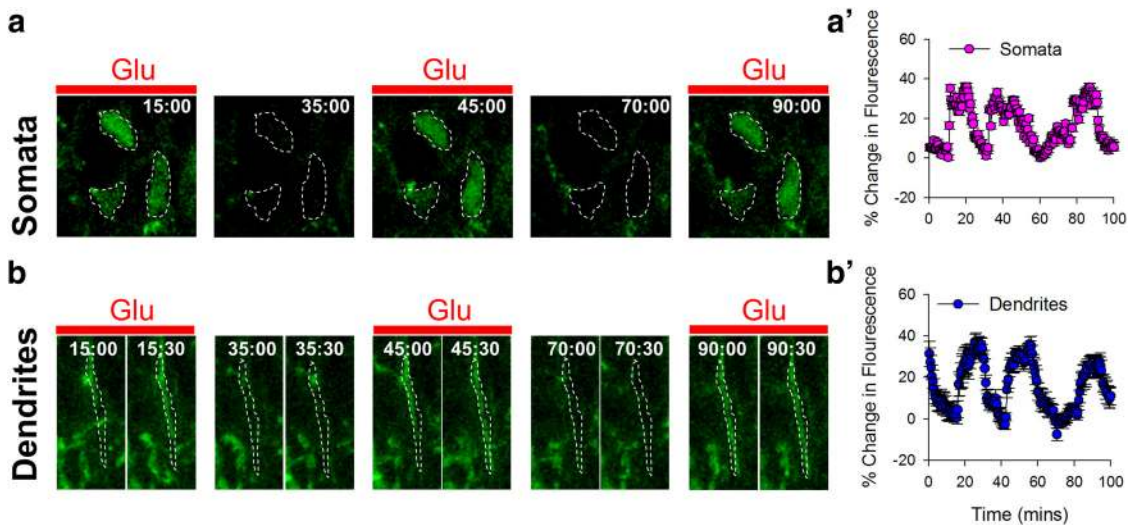 a
Glu
Glu
Glu
Somata
15:00
35:00
45:00
70:00
90:00
a'
% Change in Flourescence
60
40
20
0
-20
Somata
0 20 40 60 80 100
b
Glu
Glu
Glu
Dendrites
15:00 15:30
35:00 35:30
45:00 45:30
70:00 70:30
90:00 90:30
b'
% Change in Flourescence
60
40
20
0
-20
Dendrites
0 20 40 60 80 100
Time (mins)